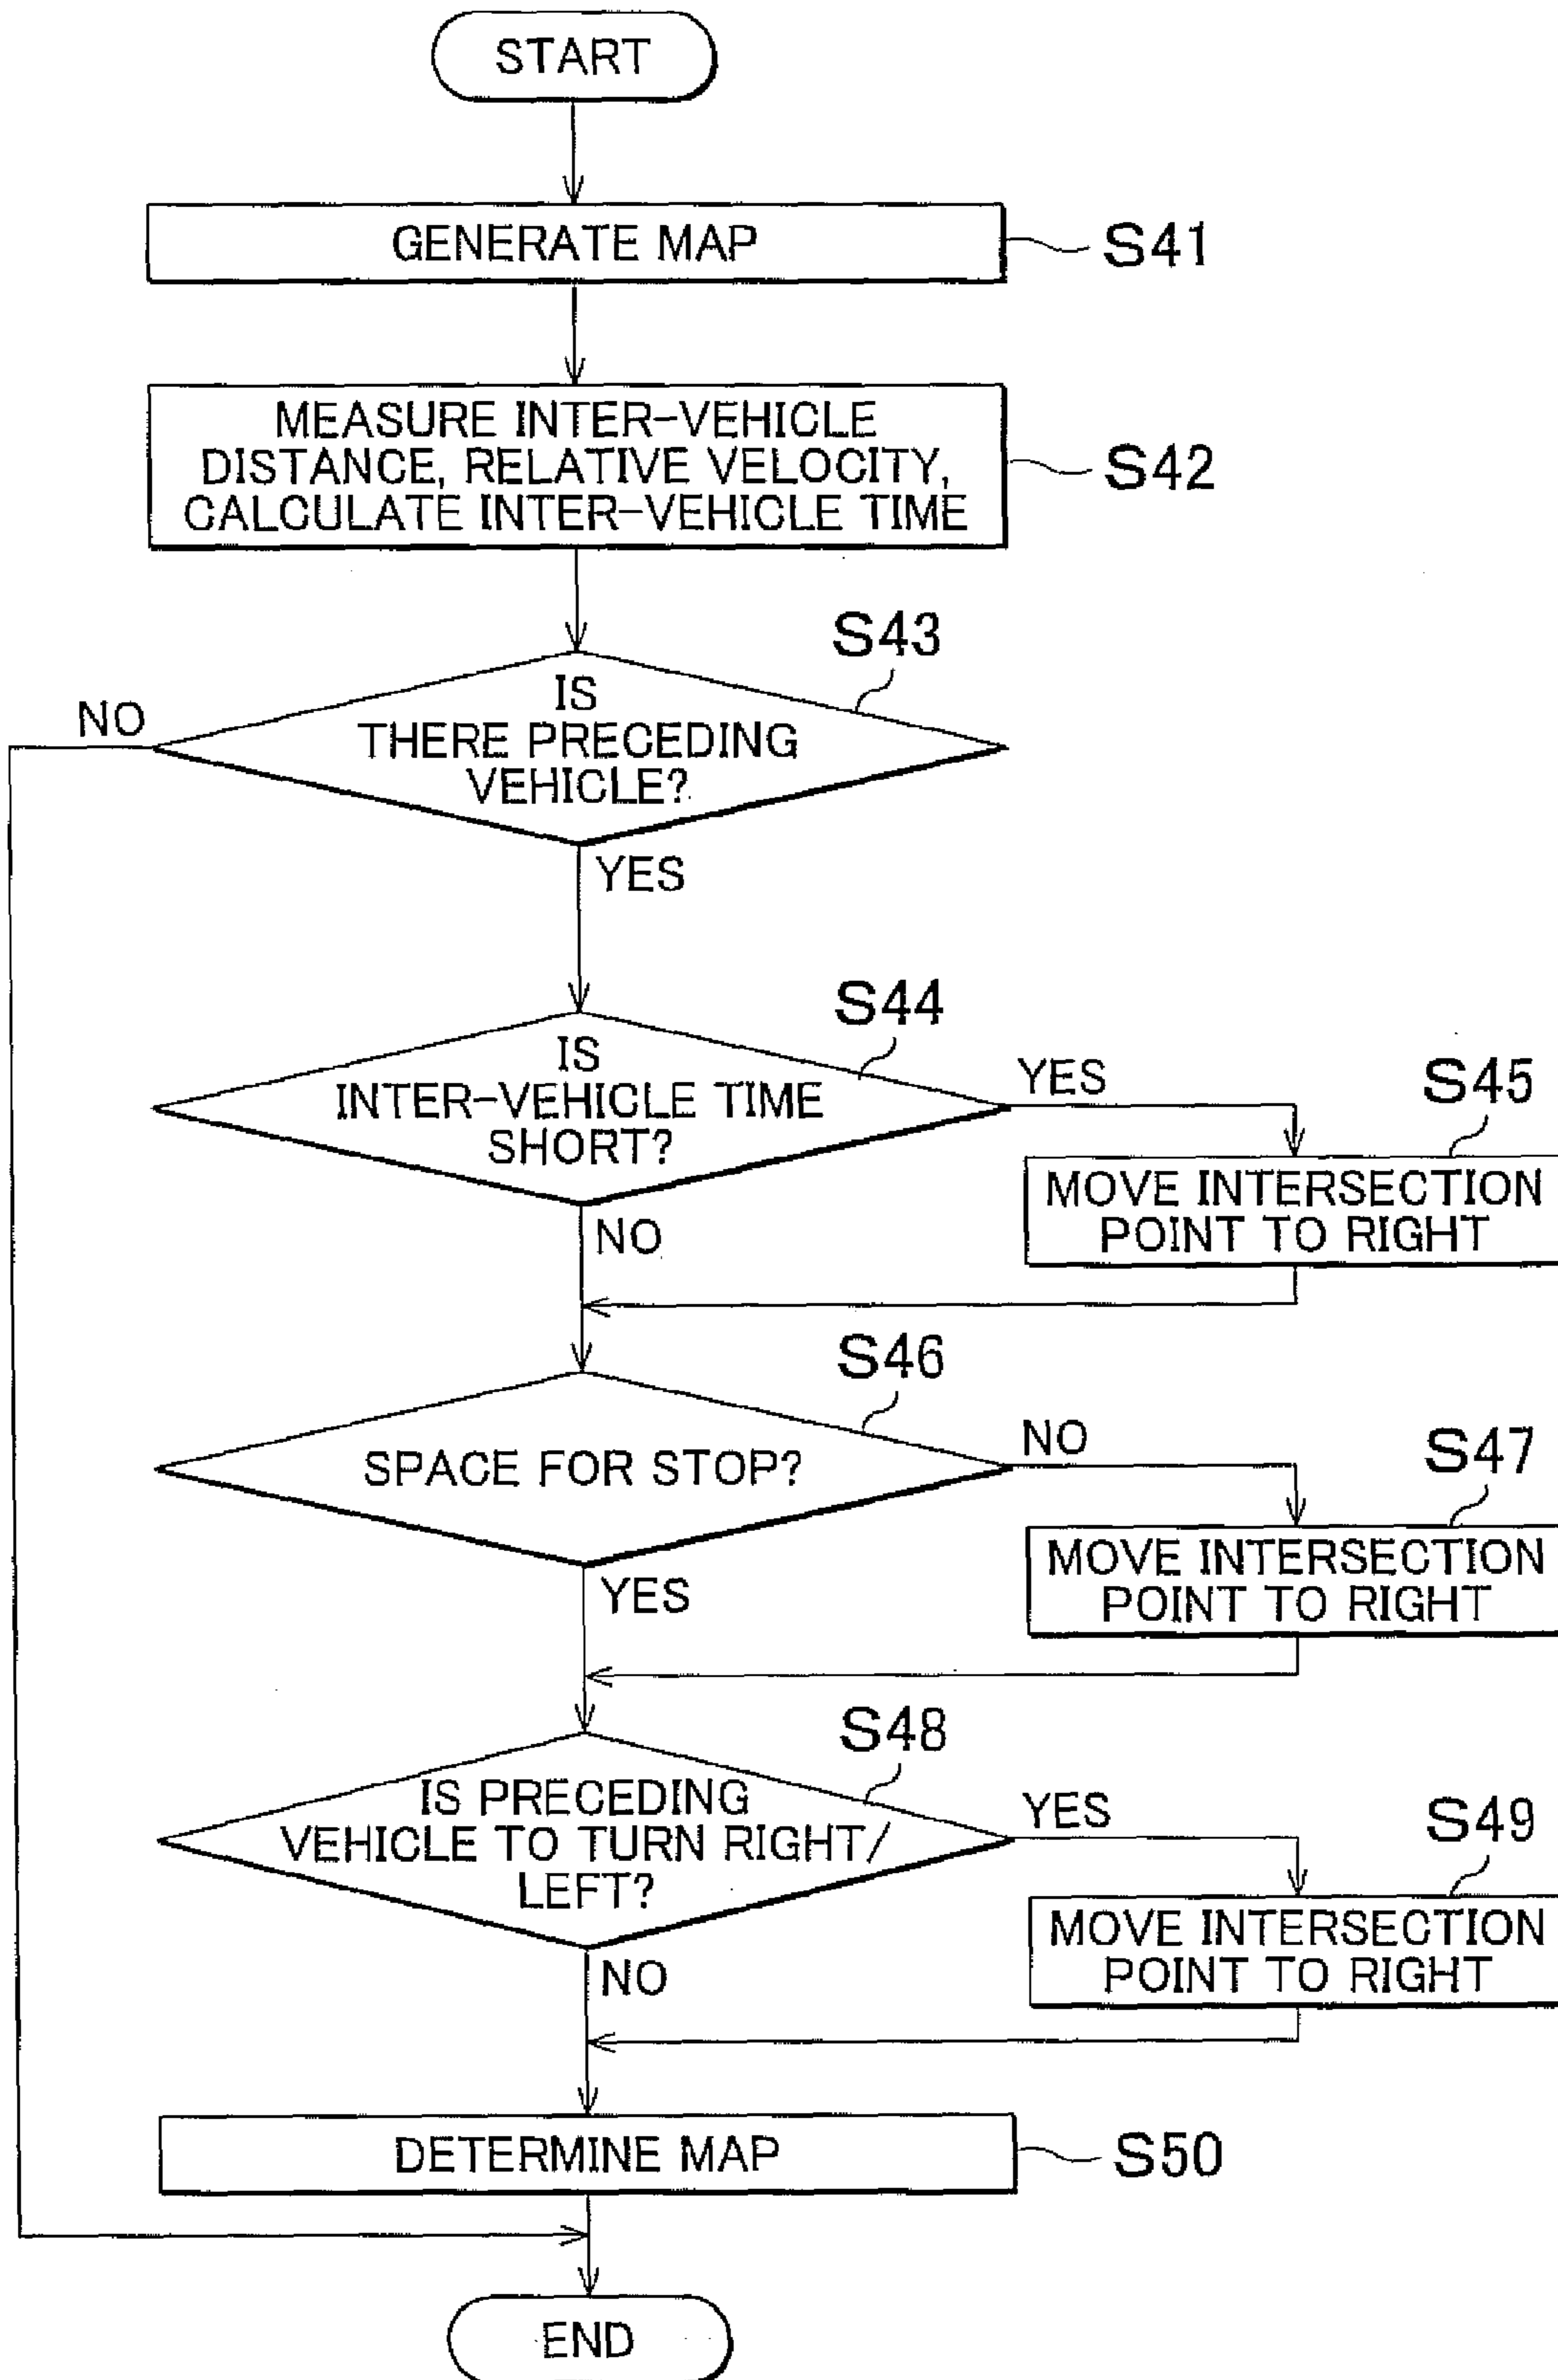 START
GENERATE MAP
S41
MEASURE INTER-VEHICLE
DISTANCE, RELATIVE VELOCITY,
CALCULATE INTER-VEHICLE TIME
S42
S43
NO
IS
THERE PRECEDING
VEHICLE?
YES
S44
IS
INTER-VEHICLE TIME
SHORT?
YES
S45
MOVE INTERSECTION
POINT TO RIGHT
NO
S46
SPACE FOR STOP?
NO
S47
MOVE INTERSECTION
POINT TO RIGHT
YES
S48
IS PRECEDING
VEHICLE TO TURN RIGHT/
LEFT?
YES
S49
MOVE INTERSECTION
POINT TO RIGHT
NO
DETERMINE MAP
S50
END